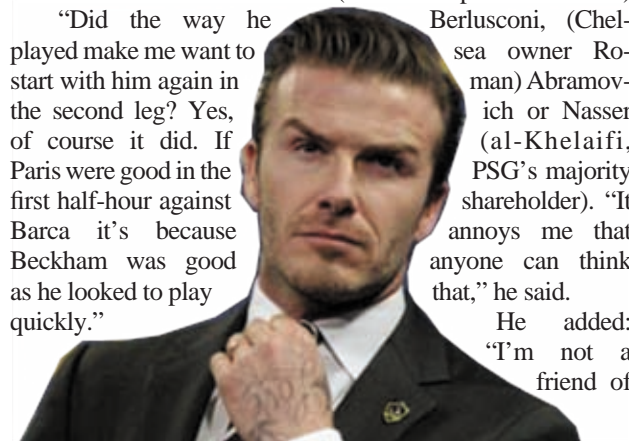 “Did the way he
played make me want to
start with him again in
the second leg? Yes,
of course it did. If
Paris were good in the
first half-hour against
Barca it’s because
Beckham was good
as he looked to play
quickly.”
Berlusconi, (Chel-
sea owner Ro-
man) Abramov-
ich or Nasser
(al-Khelaifi,
PSG’s majority
shareholder). “It
annoys me that
anyone can think
that,” he said.
He added:
“I’m not a
friend of